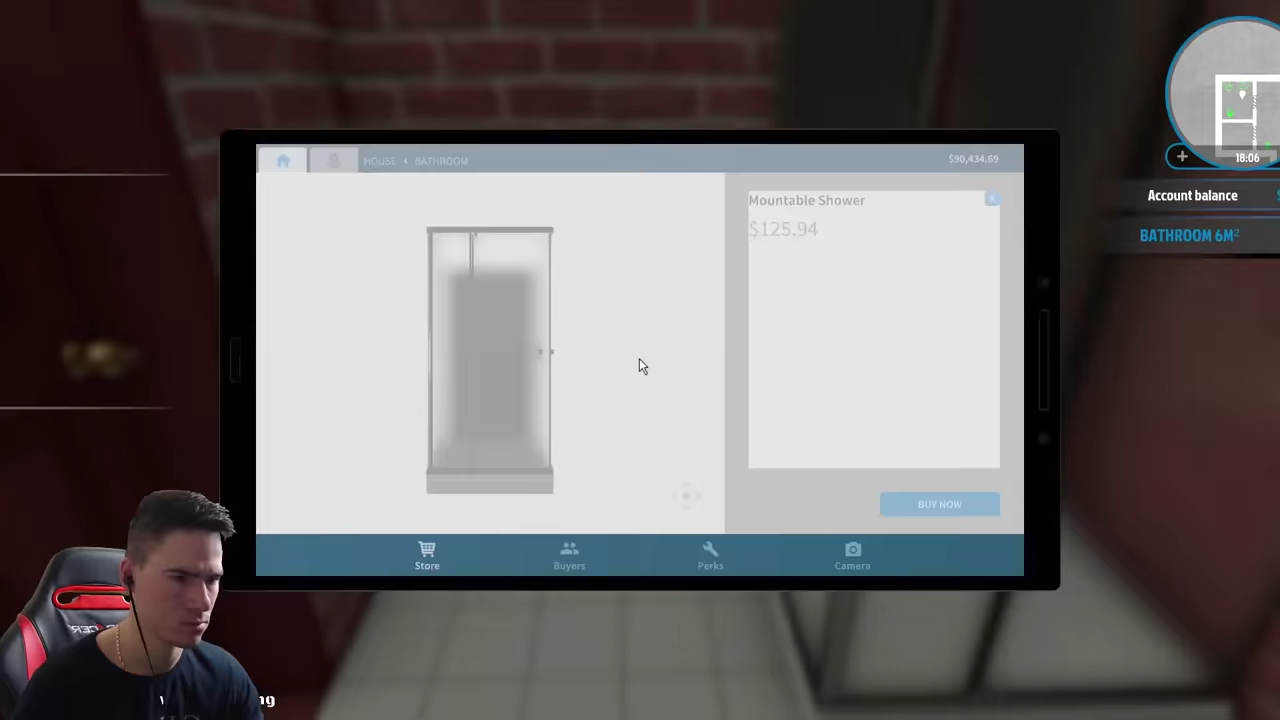 HOUSE < BATHROOM
$90,434.69
Mountable Shower
$125.94
BUY NOW
Store
Buyers
Perks
Camera
18:06
Account balance
BATHROOM 6M²
ng